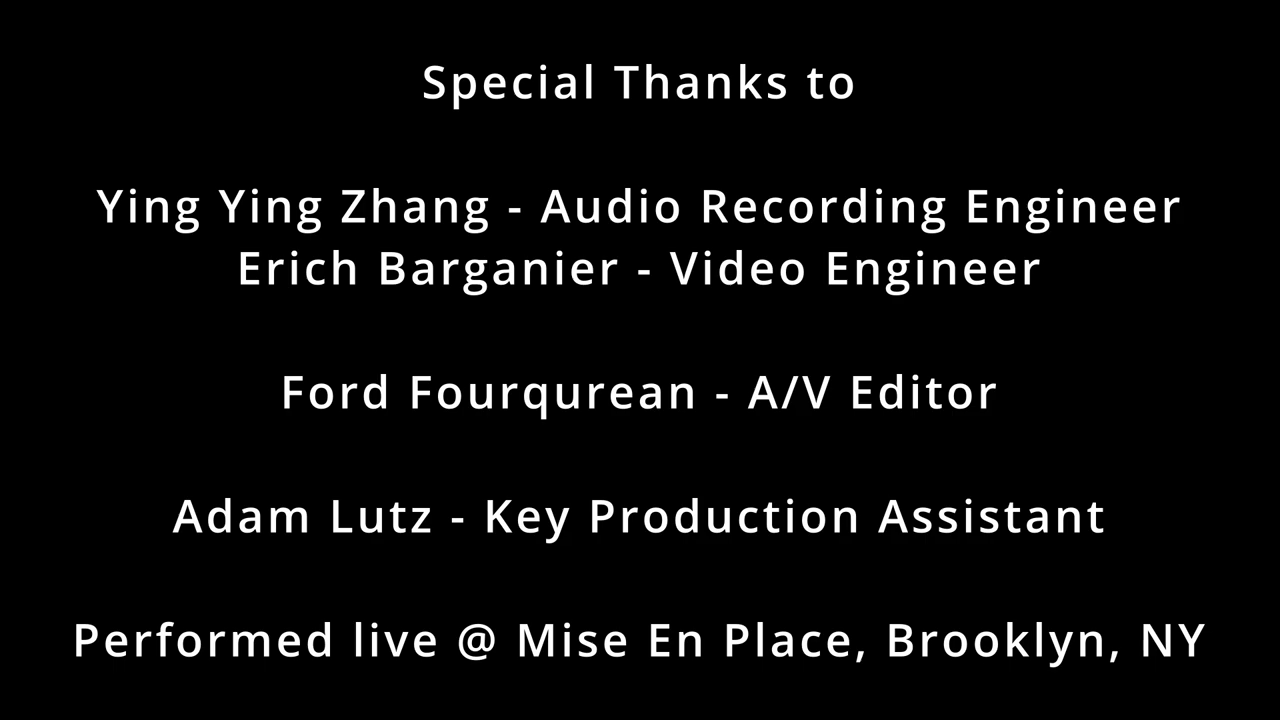 Special Thanks to
Ying Ying Zhang - Audio Recording Engineer
Erich Barganier - Video Engineer
Ford Fourqurean - A/V Editor
Adam Lutz - Key Production Assistant
Performed live @ Mise En Place, Brooklyn, NY